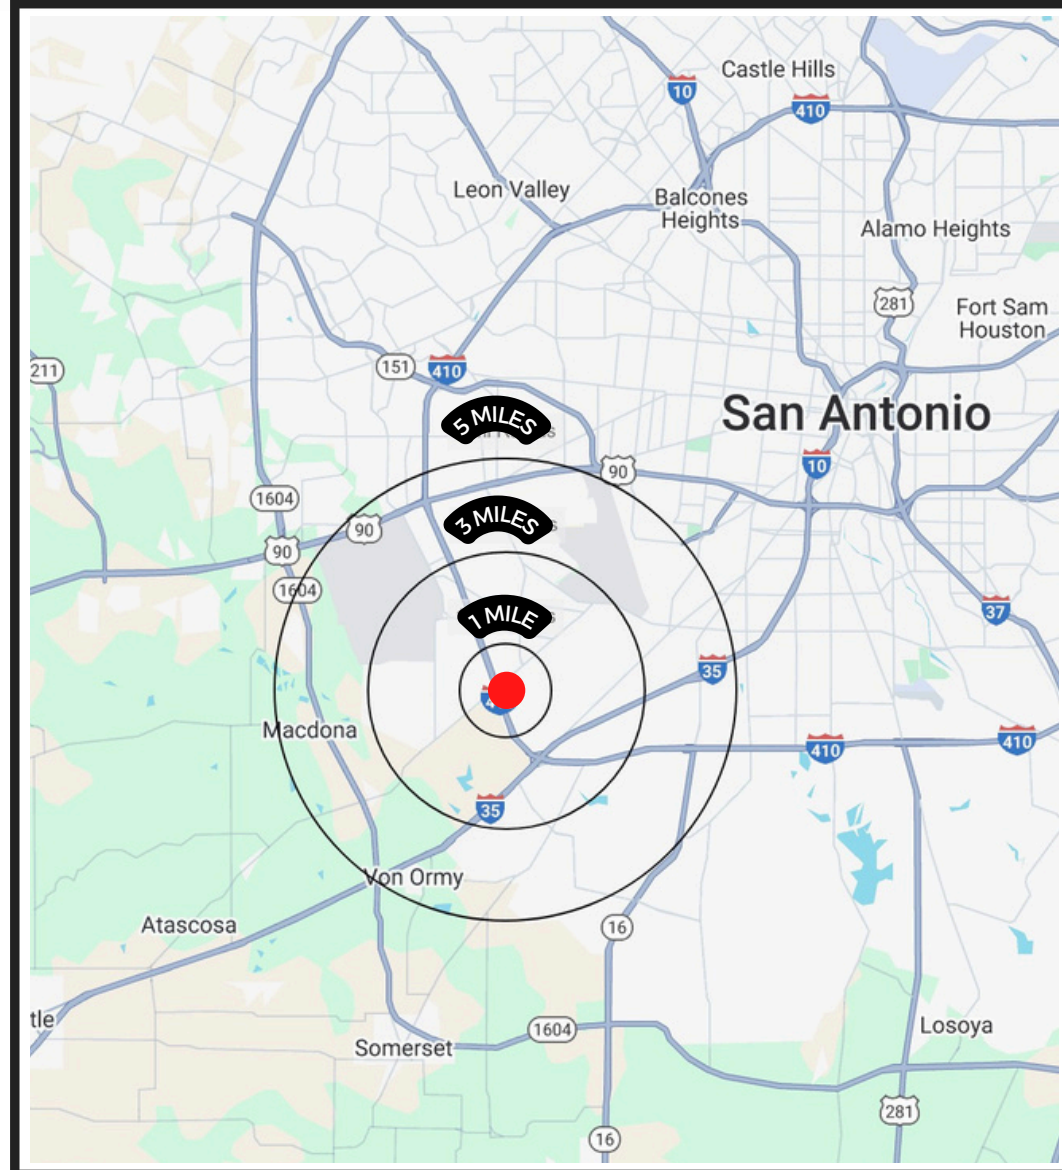 Castle Hills
10
410
Leon Valley
Balcones
Heights
Alamo Heights
281
Fort Sam
Houston
151
410
211
San Antonio
5 MILES
10
90
1604
3 MILES
90
90
1604
1 MILE
37
35
Macdona
410
410
35
Von Ormy
Atascosa
16
tle
1604
Losoya
Somerset
281
16